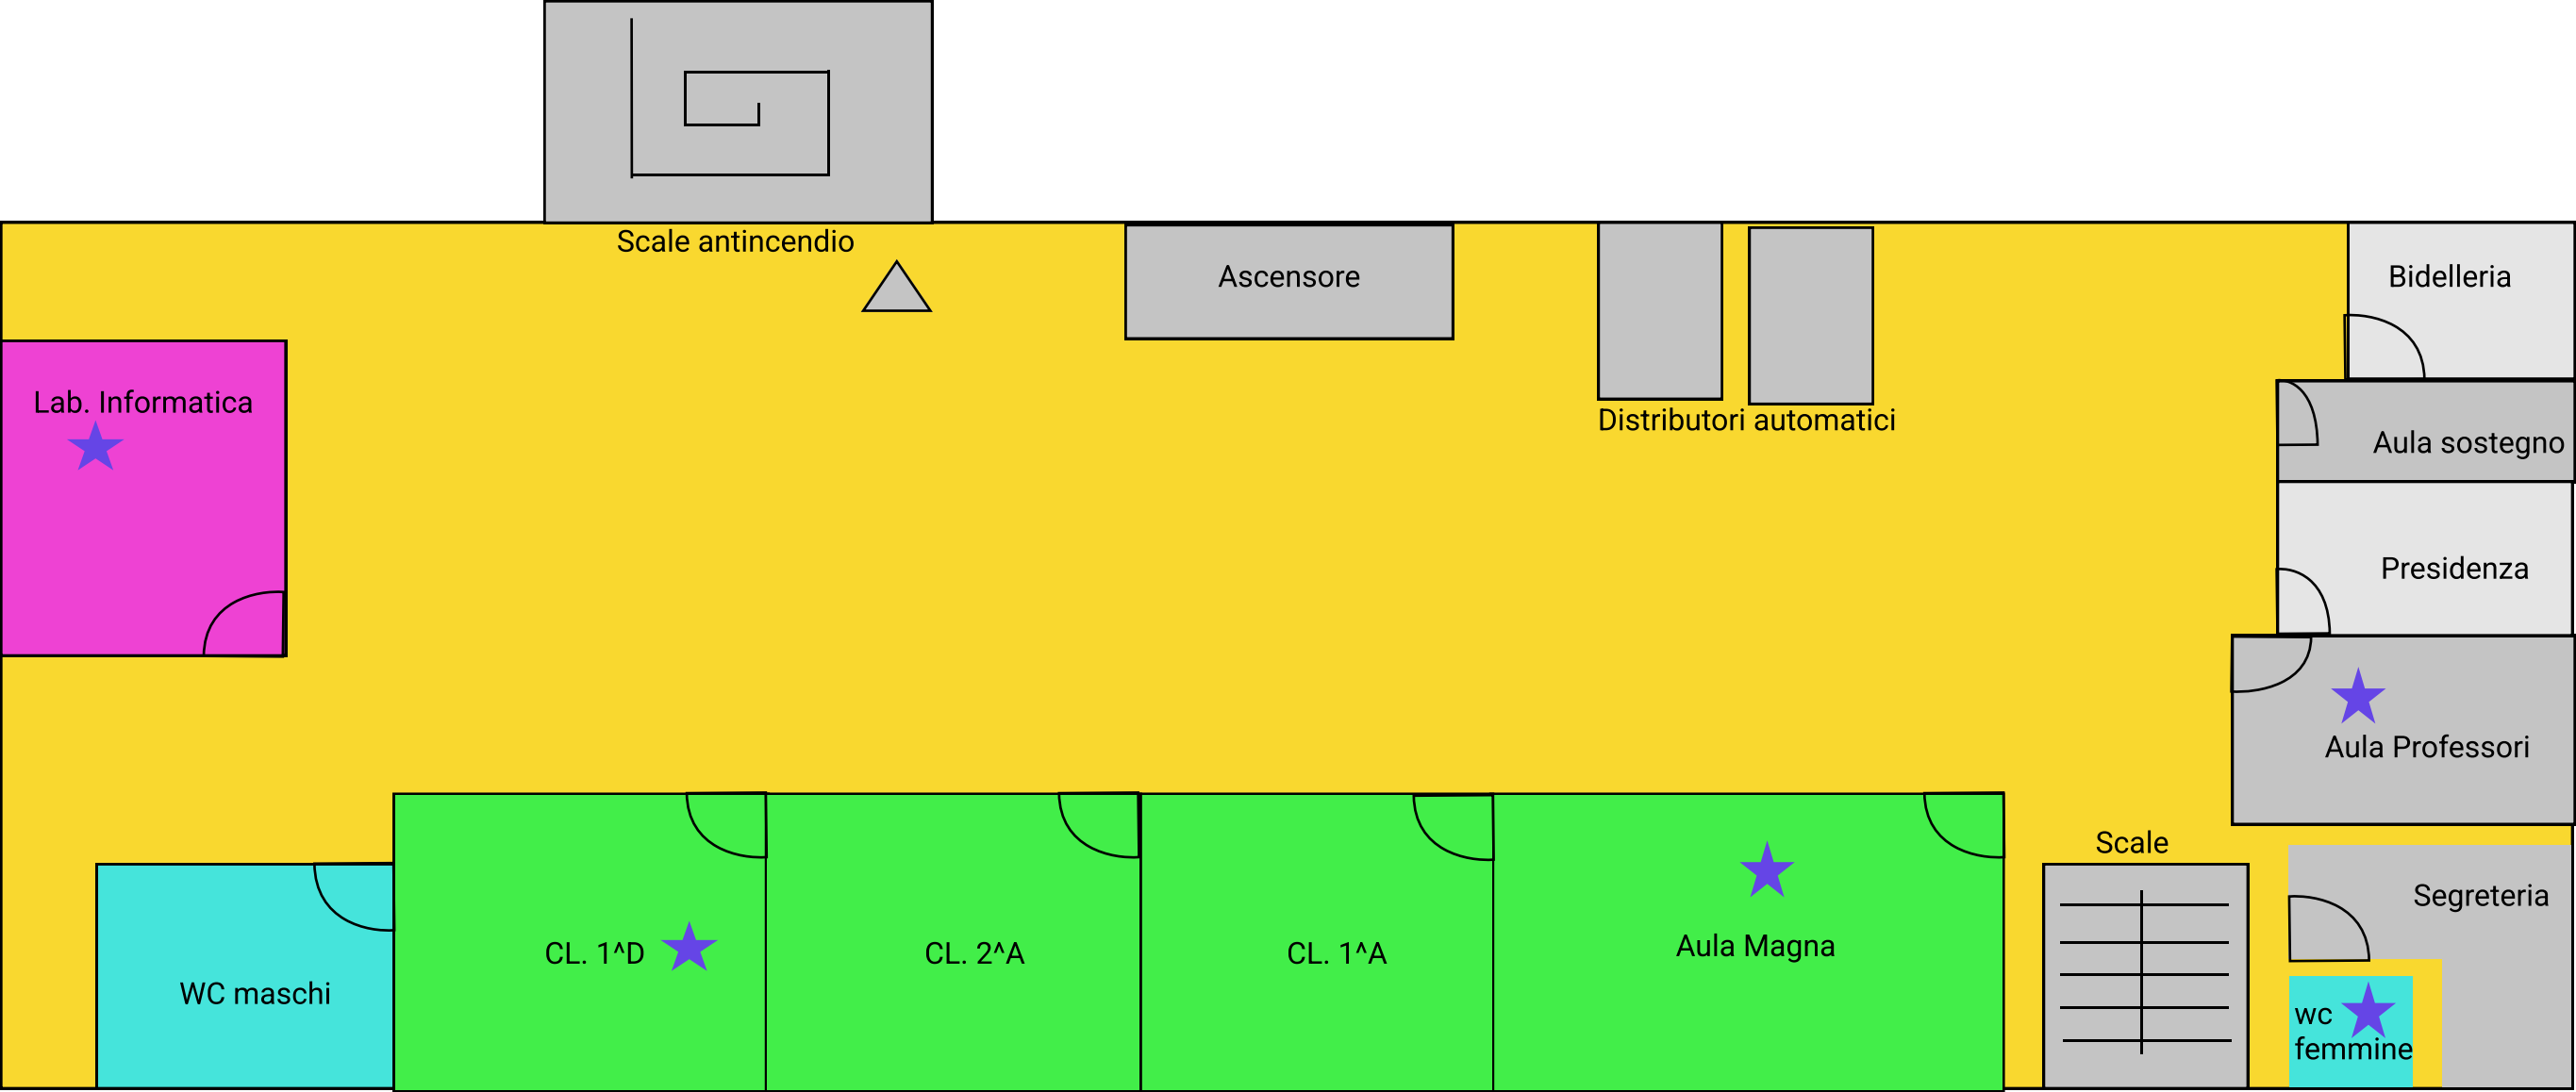 Scale antincendio
Ascensore
Bidelleria
Lab. Informatica
Distributori automatici
Aula sostegno
Presidenza
Aula Professori
Scale
Segreteria
CL. 1^D
CL. 2^A
CL. 1^A
Aula Magna
WC maschi
wc
femmine